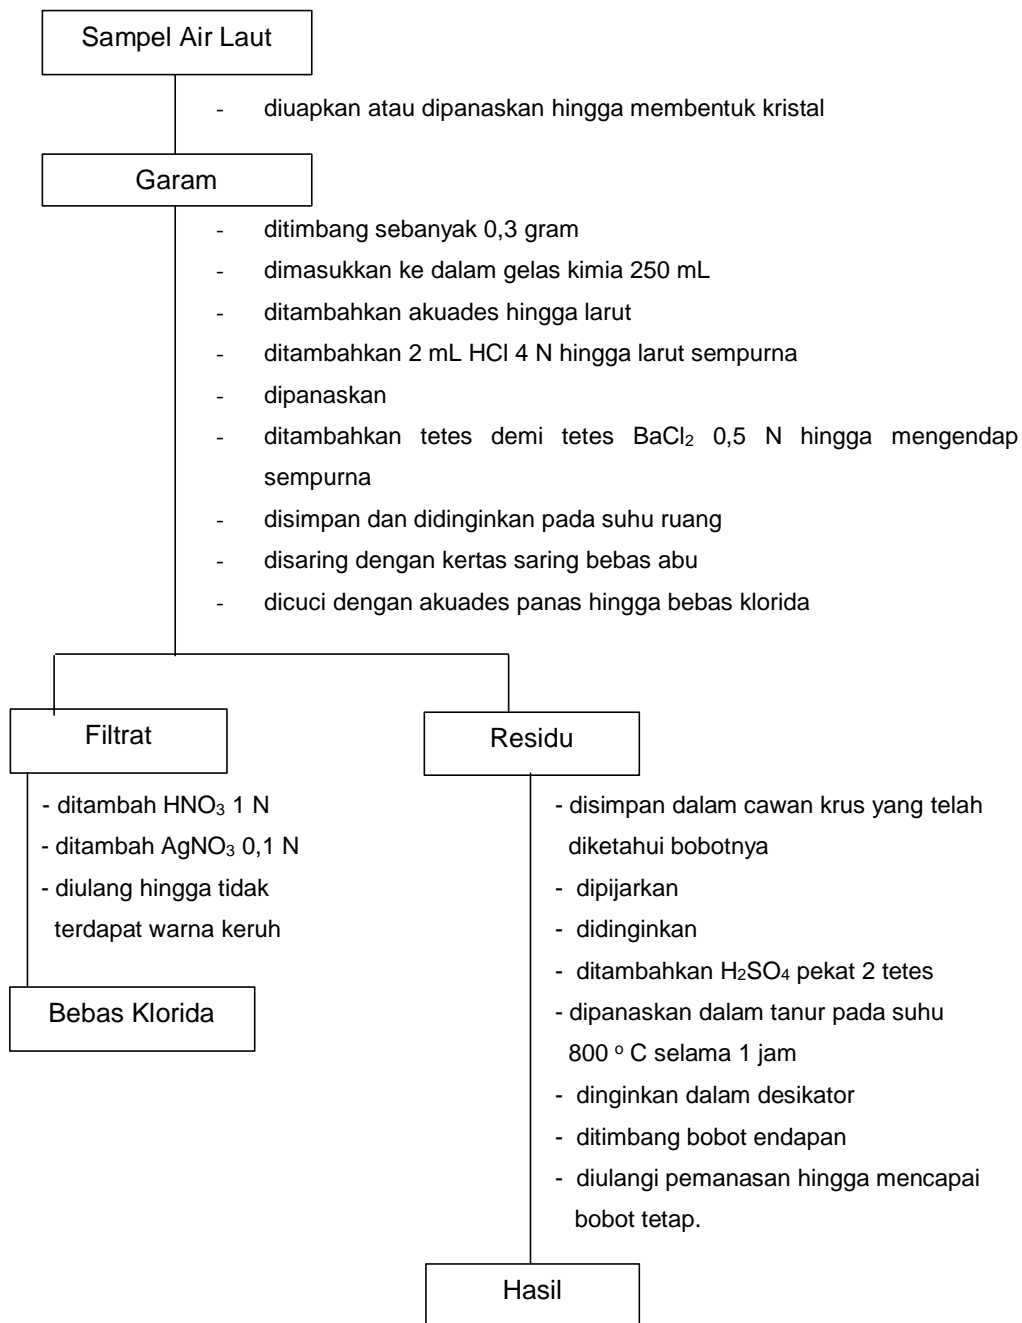 Sampel Air Laut
- diuapkan atau dipanaskan hingga membentuk kristal
Garam
- ditimbang sebanyak 0,3 gram
- dimasukkan ke dalam gelas kimia 250 mL
- ditambahkan akuades hingga larut
- ditambahkan 2 mL HCl 4 N hingga larut sempurna
- dipanaskan
- ditambahkan tetes demi tetes BaCl₂ 0,5 N hingga mengendap
sempurna
- disimpan dan didinginkan pada suhu ruang
- disaring dengan kertas saring bebas abu
- dicuci dengan akuades panas hingga bebas klorida
Filtrat
- ditambah HNO₃ 1 N
- ditambah AgNO₃ 0,1 N
- diulang hingga tidak
terdapat warna keruh
Bebas Klorida
Residu
- disimpan dalam cawan krus yang telah
diketahui bobotnya
- dipijarkan
- didinginkan
- ditambahkan H₂SO₄ pekat 2 tetes
- dipanaskan dalam tanur pada suhu
800 ᵒ C selama 1 jam
- dinginkan dalam desikator
- ditimbang bobot endapan
- diulangi pemanasan hingga mencapai
bobot tetap.
Hasil